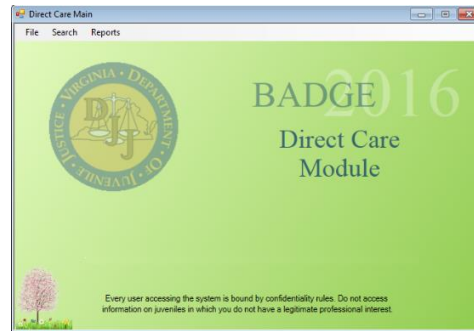 Direct Care Main
File Search Reports
VIRGINIA • DEPARTMENT • OF JUVENILE • JUSTICE •
DJJ
2016
BADGE
Direct Care
Module
Every user accessing the system is bound by confidentiality rules. Do not access
information on juveniles in which you do not have a legitimate professional interest.